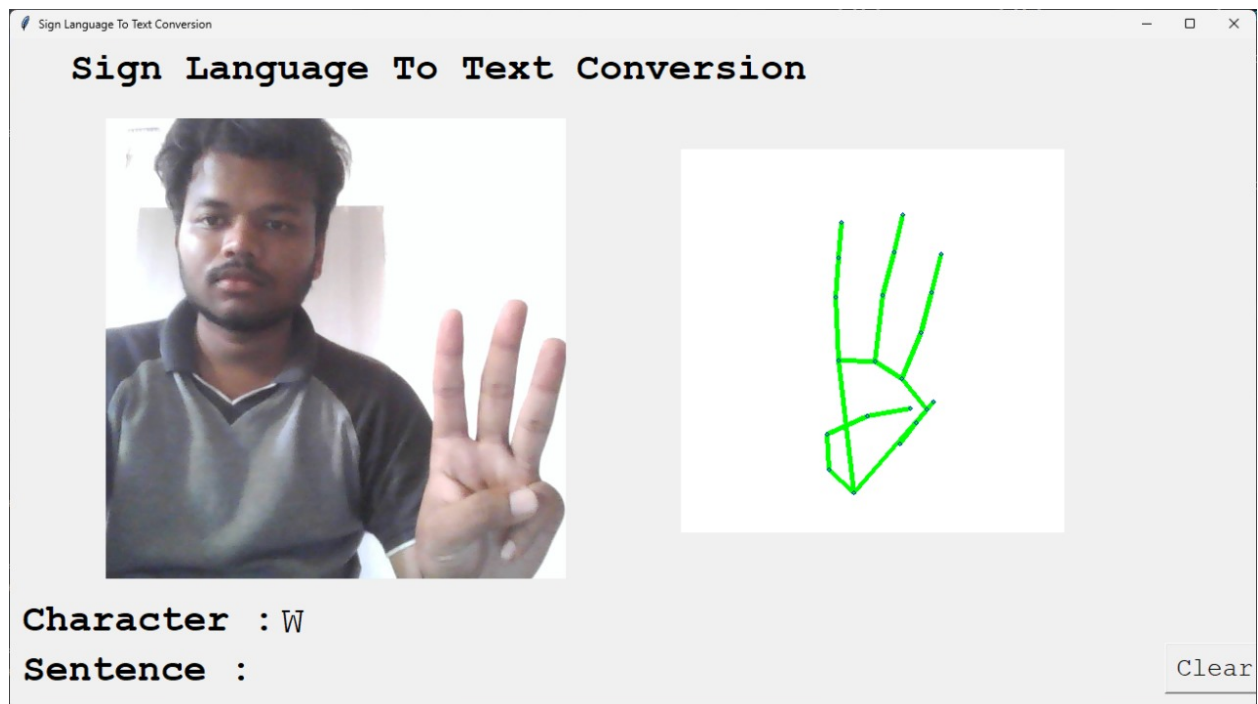 Sign Language To Text Conversion
Sign Language To Text Conversion
Character : W
Sentence :
Clear